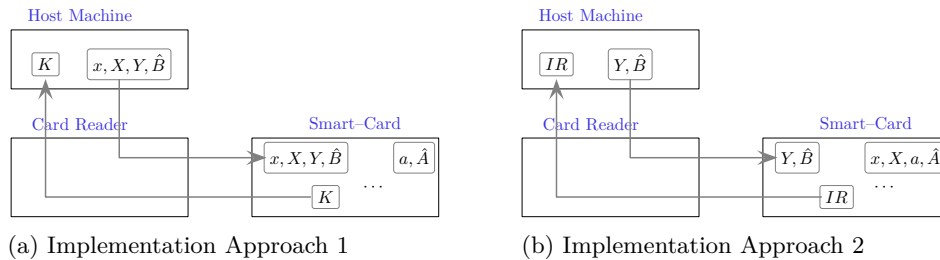 Host Machine
K
x, X, Y, B̂
Card Reader
Smart–Card
x, X, Y, B̂
a, Â
...
K
(a) Implementation Approach 1
Host Machine
IR
Y, B̂
Card Reader
Smart–Card
Y, B̂
x, X, a, Â
...
IR
(b) Implementation Approach 2